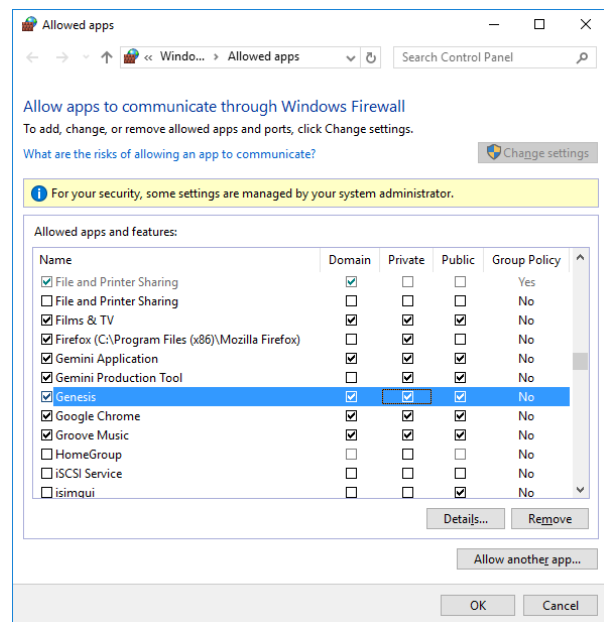 Allowed apps
« Windo... › Allowed apps
Search Control Panel
Allow apps to communicate through Windows Firewall
To add, change, or remove allowed apps and ports, click Change settings.
What are the risks of allowing an app to communicate?
Change settings
For your security, some settings are managed by your system administrator.
Allowed apps and features:
Name Domain Private Public Group Policy
File and Printer Sharing Yes
File and Printer Sharing No
Films & TV No
Firefox (C:\Program Files (x86)\Mozilla Firefox) No
Gemini Application No
Gemini Production Tool No
Genesis No
Google Chrome No
Groove Music No
HomeGroup No
iSCSI Service No
isimqui No
Details... Remove
Allow another app...
OK Cancel